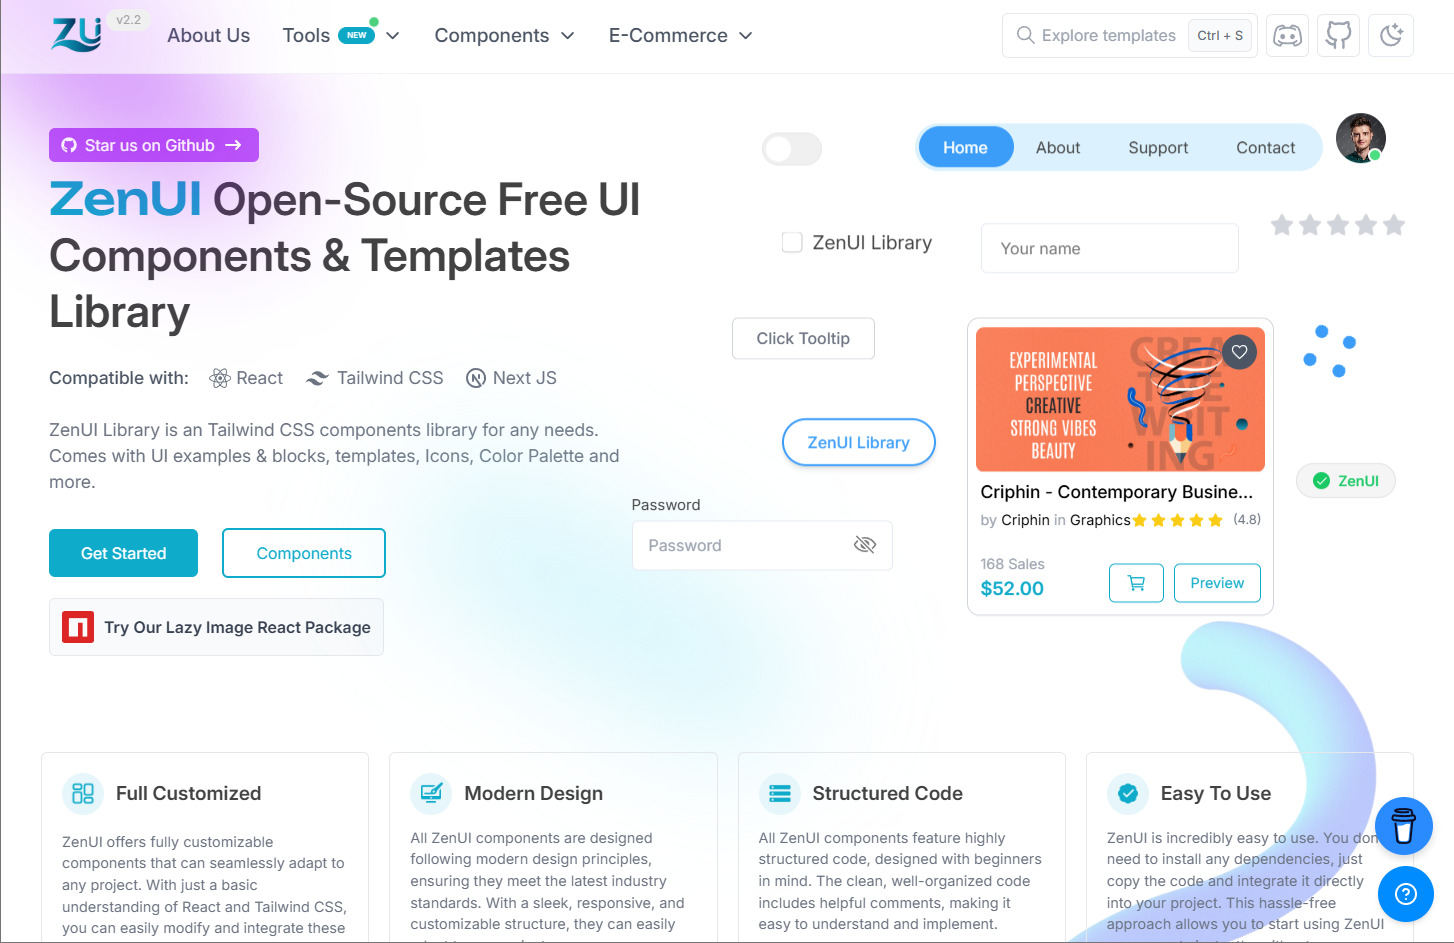 ZU
v2.2
About Us
Tools NEW
Components
E-Commerce
Explore templates
Ctrl + S
Star us on Github
ZenUI Open-Source Free UI
Components & Templates
Library
Compatible with: React Tailwind CSS Next JS
ZenUI Library is an Tailwind CSS components library for any needs.
Comes with UI examples & blocks, templates, Icons, Color Palette and
more.
Get Started
Components
Try Our Lazy Image React Package
Home
About
Support
Contact
ZenUI Library
Your name
Click Tooltip
ZenUI Library
Password
Password
EXPERIMENTAL
PERSPECTIVE
CREATIVE
STRONG VIBES
BEAUTY
CREA
TIVE
WRIT
ING
Criphin - Contemporary Busine...
by Criphin in Graphics (4.8)
168 Sales
$52.00
Preview
ZenUI
Full Customized
ZenUI offers fully customizable
components that can seamlessly adapt to
any project. With just a basic
understanding of React and Tailwind CSS,
you can easily modify and integrate these
Modern Design
All ZenUI components are designed
following modern design principles,
ensuring they meet the latest industry
standards. With a sleek, responsive, and
customizable structure, they can easily
Structured Code
All ZenUI components feature highly
structured code, designed with beginners
in mind. The clean, well-organized code
includes helpful comments, making it
easy to understand and implement.
Easy To Use
ZenUI is incredibly easy to use. You don
need to install any dependencies, just
copy the code and integrate it directly
into your project. This hassle-free
approach allows you to start using ZenUI